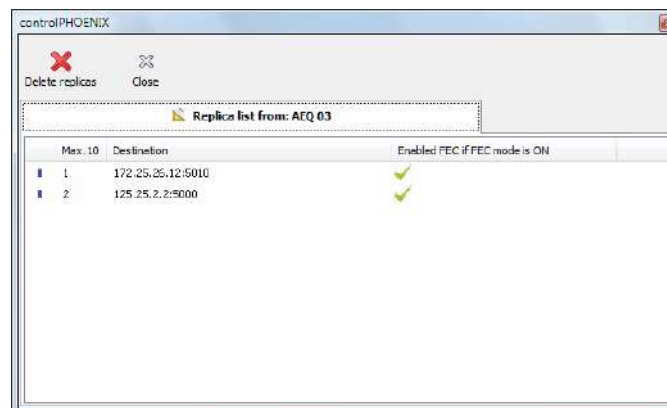 controlPHOENIX
Delete replicas Close
Replica list from: AEQ 03
Max. 10 Destination Enabled FEC if FEC mode is ON
1 172.25.26.12:5010
2 125.25.2.2:5000